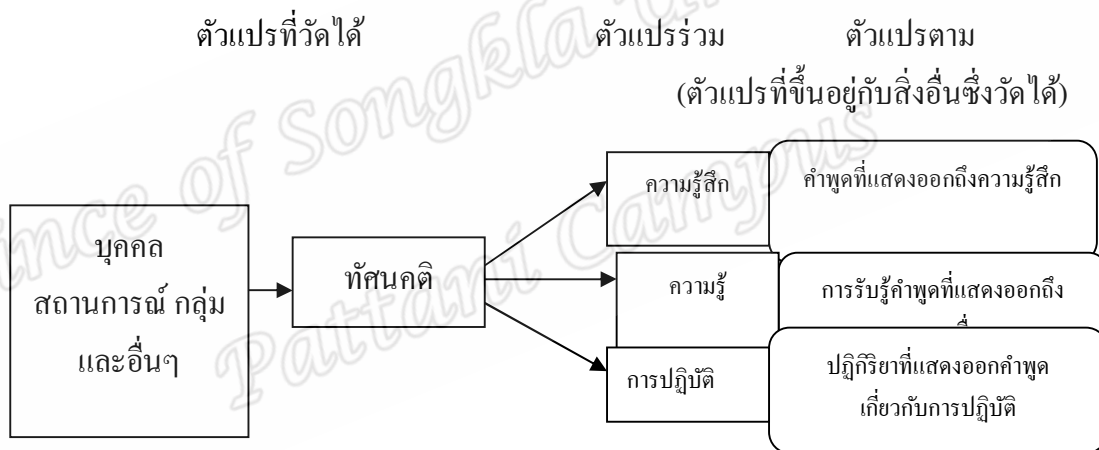 ตัวแปรที่วัดได้ ตัวแปรร่วม ตัวแปรตาม
(ตัวแปรที่ขึ้นอยู่กับสิ่งอื่นซึ่งวัดได้)
บุคคล
สถานการณ์ กลุ่ม
และอื่นๆ
ทัศนคติ
ความรู้สึก
คำพูดที่แสดงออกถึงความรู้สึก
ความรู้
การรับรู้คำพูดที่แสดงออกถึง
การปฏิบัติ
ปฏิกิริยาที่แสดงออกคำพูด
เกี่ยวกับการปฏิบัติ
ince of Songkla
Pattani Campus